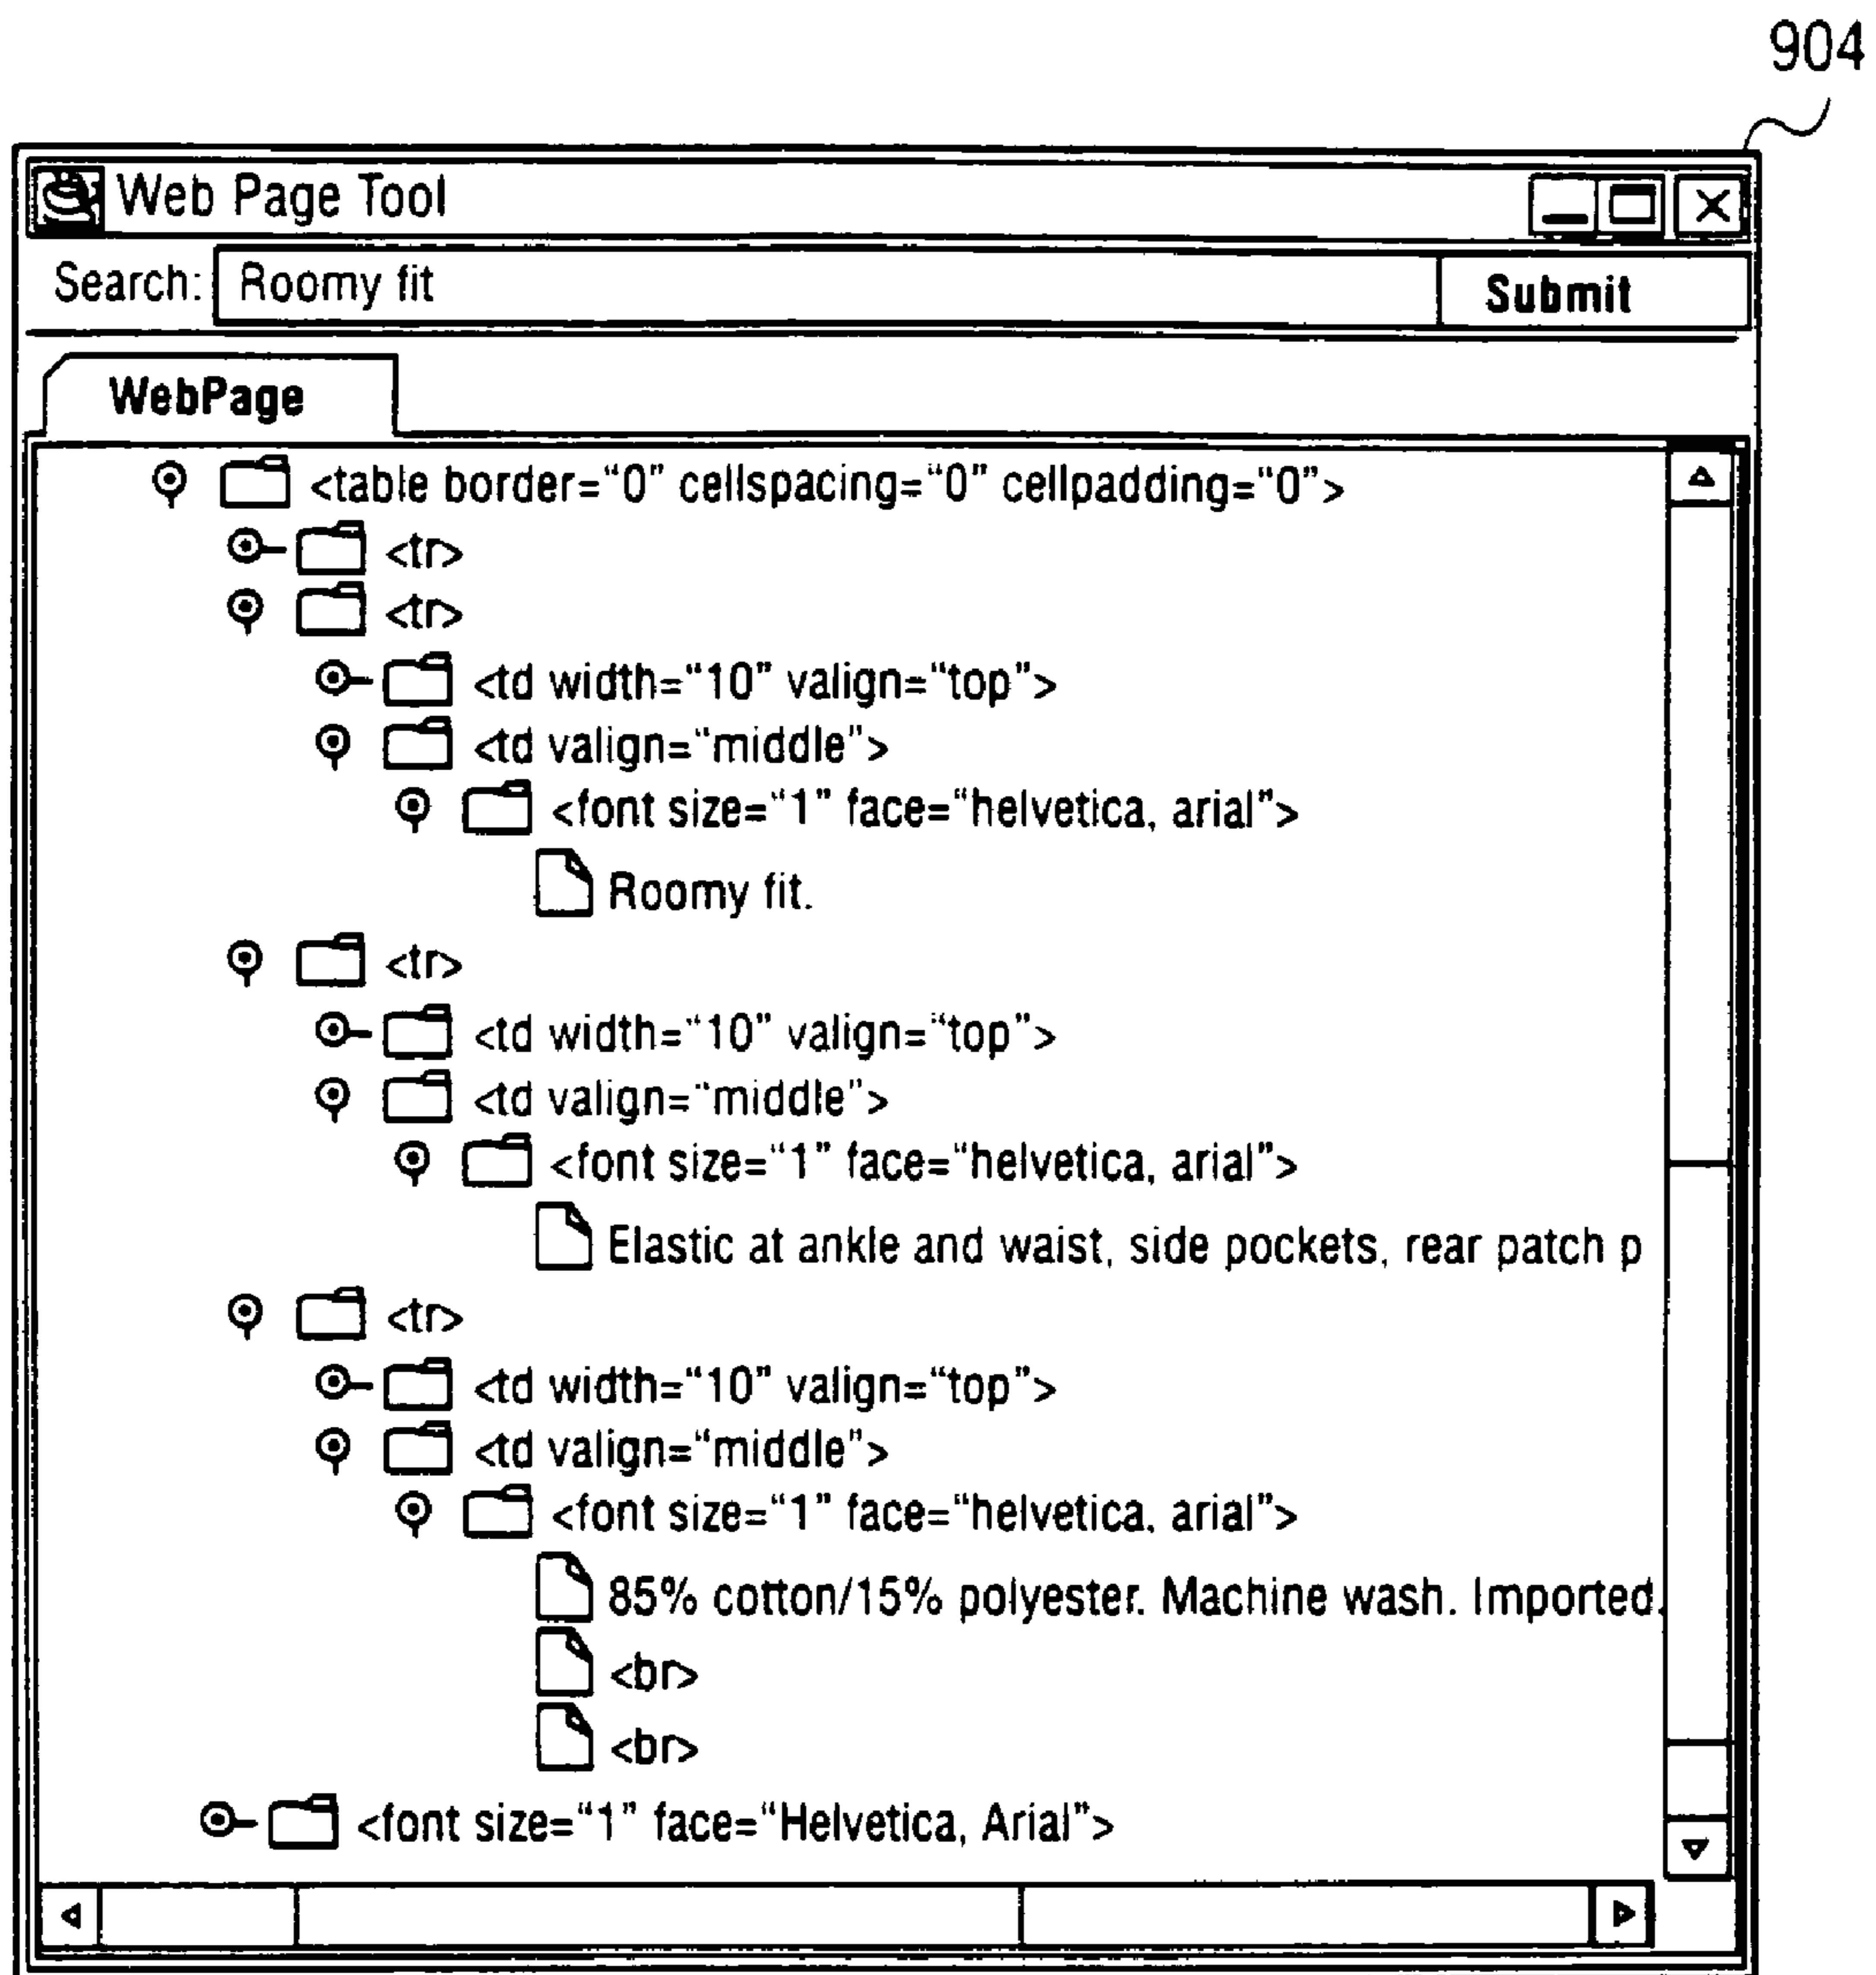 904
Web Page Tool
Search: Roomy fit Submit
WebPage
<table border=“0” cellspacing=“0” cellpadding=“0”>
<tr>
<tr>
<td width=“10” valign=“top”>
<td valign=“middle”>
<font size=“1” face=“helvetica, arial”>
Roomy fit.
<tr>
<td width=“10” valign=“top”>
<td valign=“middle”>
<font size=“1” face=“helvetica, arial”>
Elastic at ankle and waist, side pockets, rear patch p
<tr>
<td width=“10” valign=“top”>
<td valign=“middle”>
<font size=“1” face=“helvetica, arial”>
85% cotton/15% polyester. Machine wash. Imported.
<br>
<br>
<font size=“1” face=“Helvetica, Arial”>